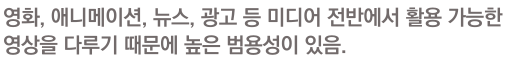 영화, 애니메이션, 뉴스, 광고 등 미디어 전반에서 활용 가능한
영상을 다루기 때문에 높은 범용성이 있음.